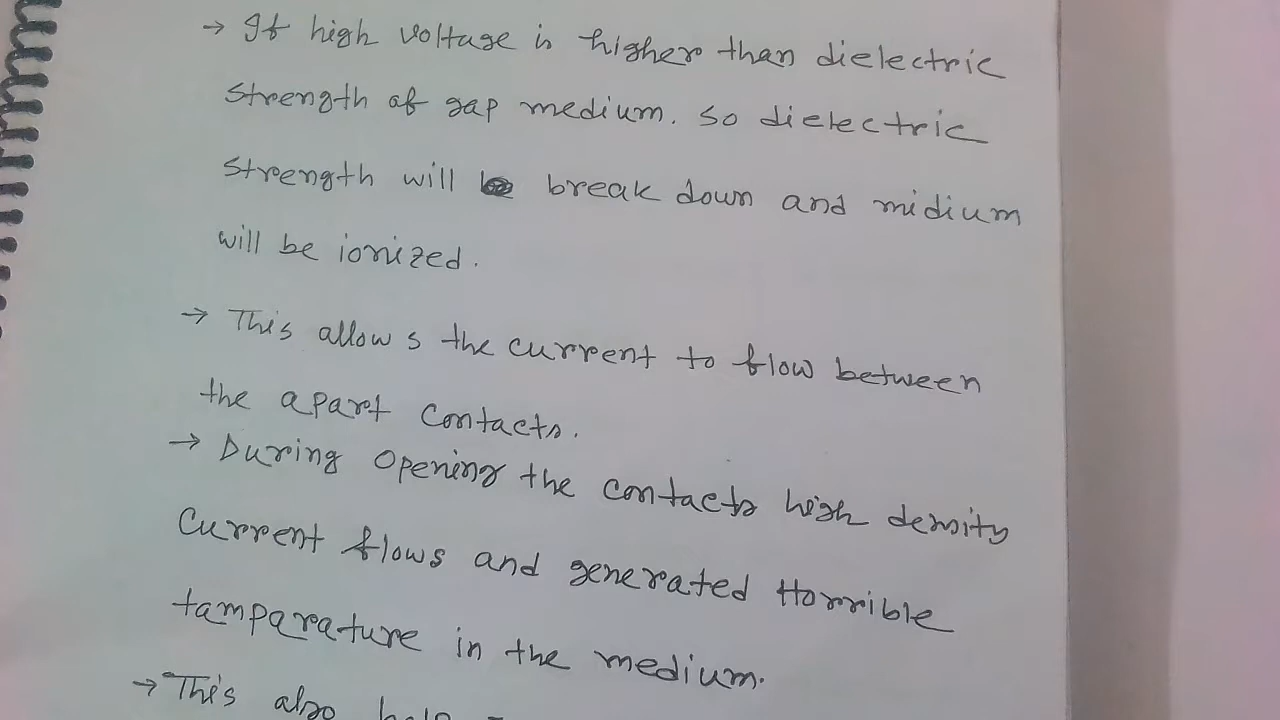 → If high voltage is higher than dielectric
strength of gap medium. so dielectric
strength will break down and midium
will be ionized.
→ This allows the current to flow between
the apart contacts.
→ During opening the contacts high density
current flows and generated Horrible
tamparature in the medium.
→ This also